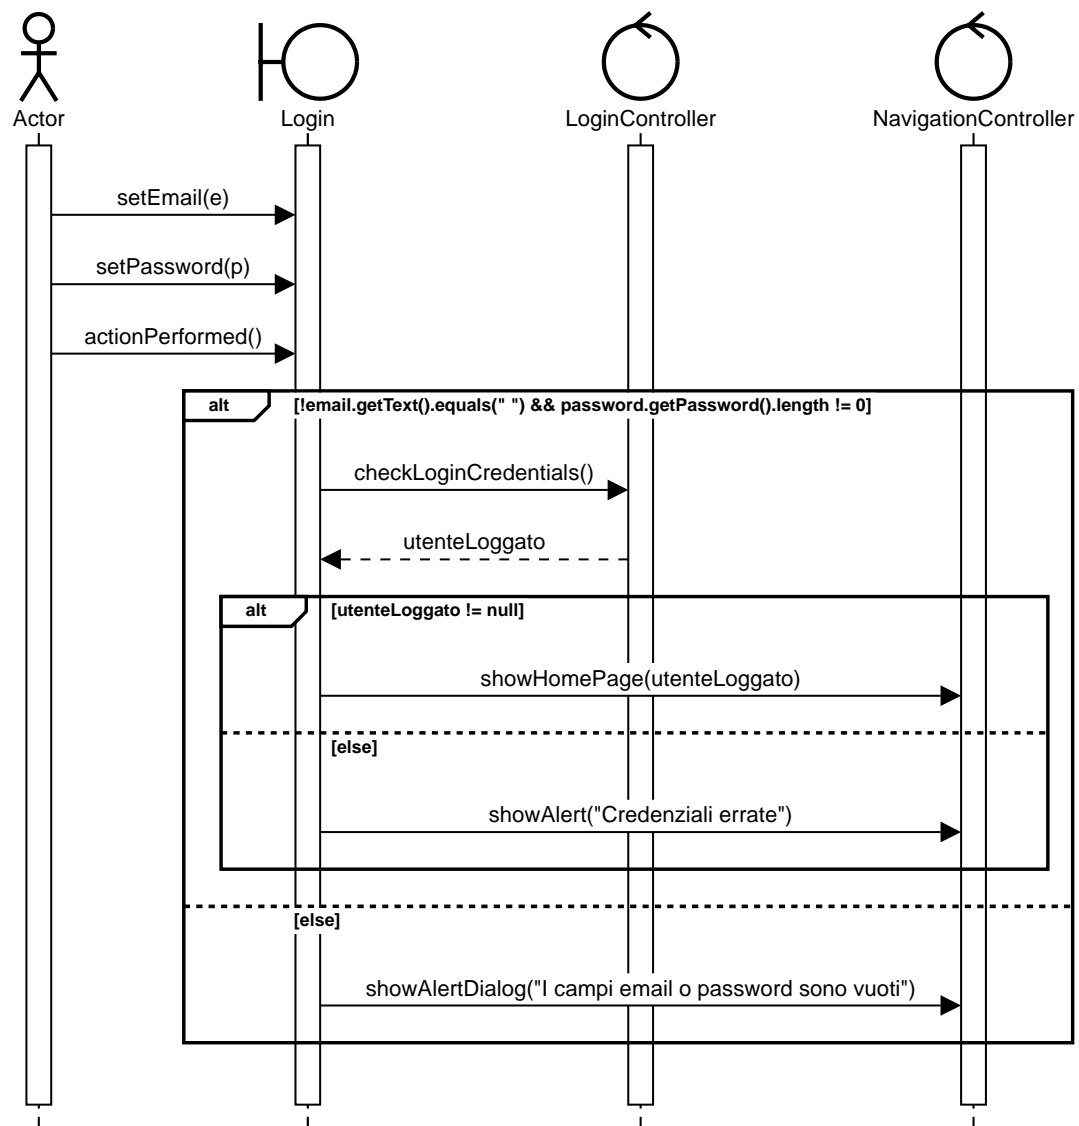 Actor
Login
LoginController
NavigationController
setEmail(e)
setPassword(p)
actionPerformed()
alt
[!email.getText().equals(" ") && password.getPassword().length != 0]
checkLoginCredentials()
utenteLoggato
alt
[utenteLoggato != null]
showHomePage(utenteLoggato)
[else]
showAlert("Credenziali errate")
[else]
showAlertDialog("I campi email o password sono vuoti")